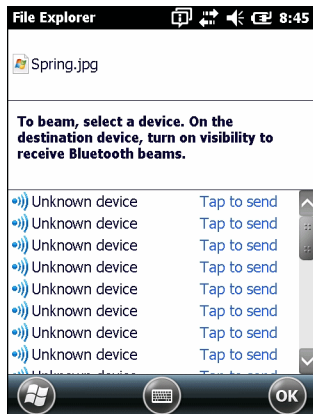 File Explorer 8:45
Spring.jpg
To beam, select a device. On the
destination device, turn on visibility to
receive Bluetooth beams.
Unknown device Tap to send
Unknown device Tap to send
Unknown device Tap to send
Unknown device Tap to send
Unknown device Tap to send
Unknown device Tap to send
Unknown device Tap to send
Unknown device Tap to send
OK